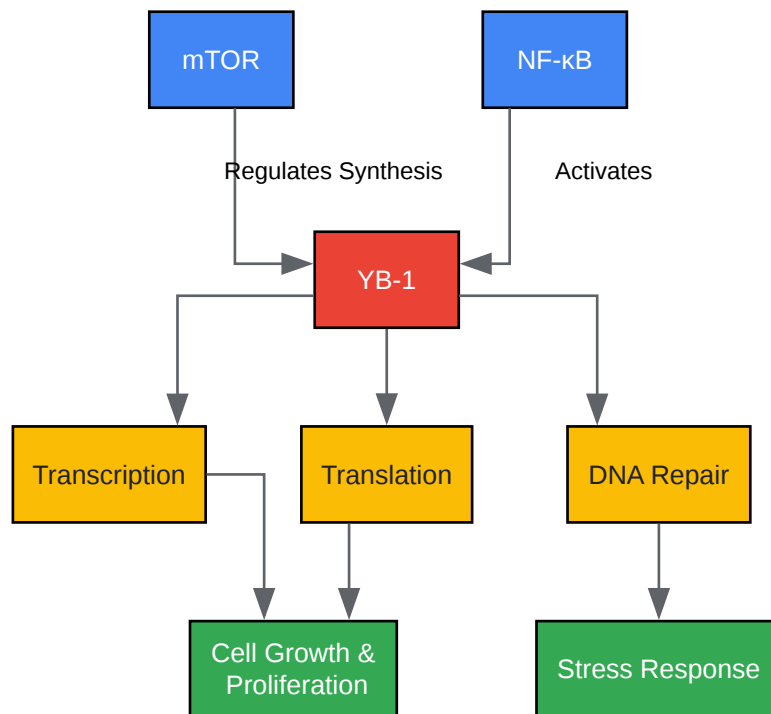 mTOR
NF-κB
Regulates Synthesis
Activates
YB-1
Transcription
Translation
DNA Repair
Cell Growth &
Proliferation
Stress Response